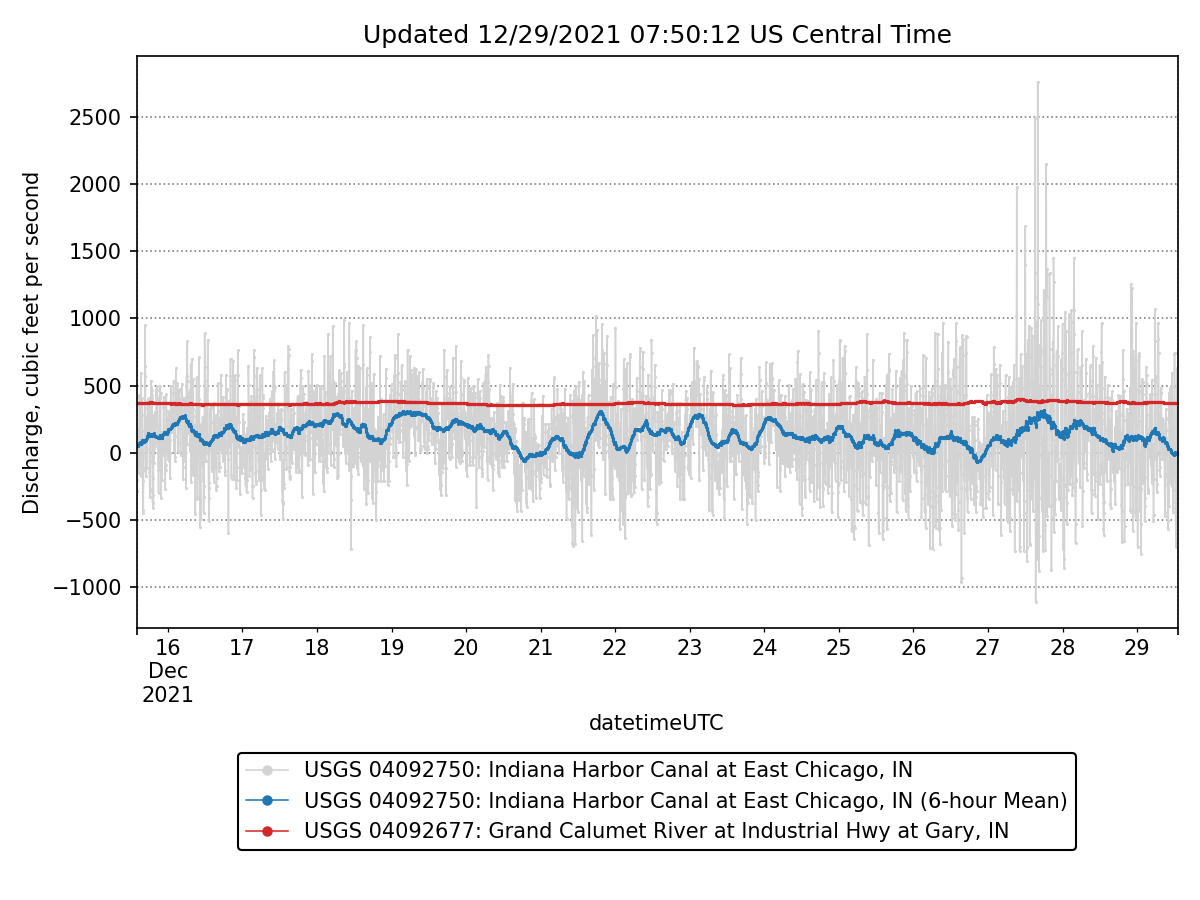 Updated 12/29/2021 07:50:12 US Central Time
Discharge, cubic feet per second
2500
2000
1500
1000
500
0
−500
−1000
16 17 18 19 20 21 22 23 24 25 26 27 28 29
Dec
2021
datetimeUTC
USGS 04092750: Indiana Harbor Canal at East Chicago, IN
USGS 04092750: Indiana Harbor Canal at East Chicago, IN (6-hour Mean)
USGS 04092677: Grand Calumet River at Industrial Hwy at Gary, IN